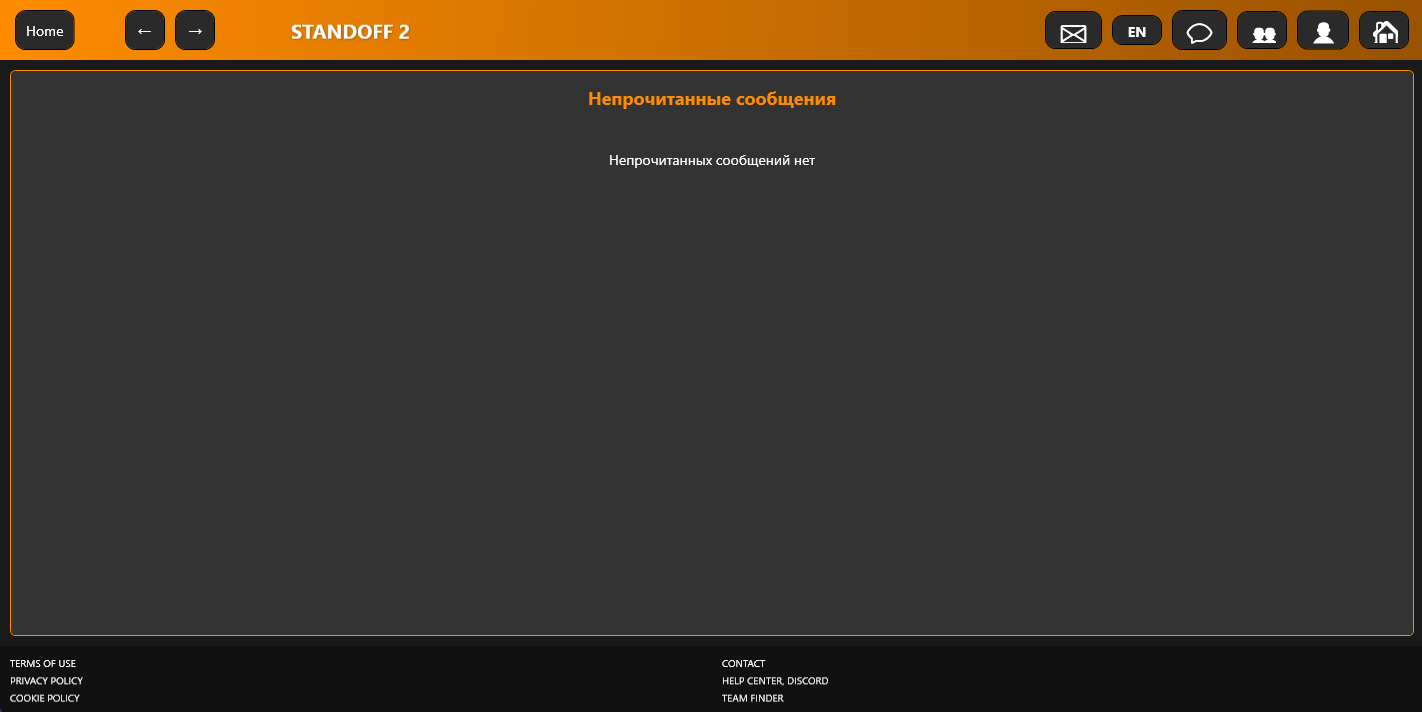 Home
← →
STANDOFF 2
EN
Непрочитанные сообщения
Непрочитанных сообщений нет
TERMS OF USE
PRIVACY POLICY
COOKIE POLICY
CONTACT
HELP CENTER, DISCORD
TEAM FINDER